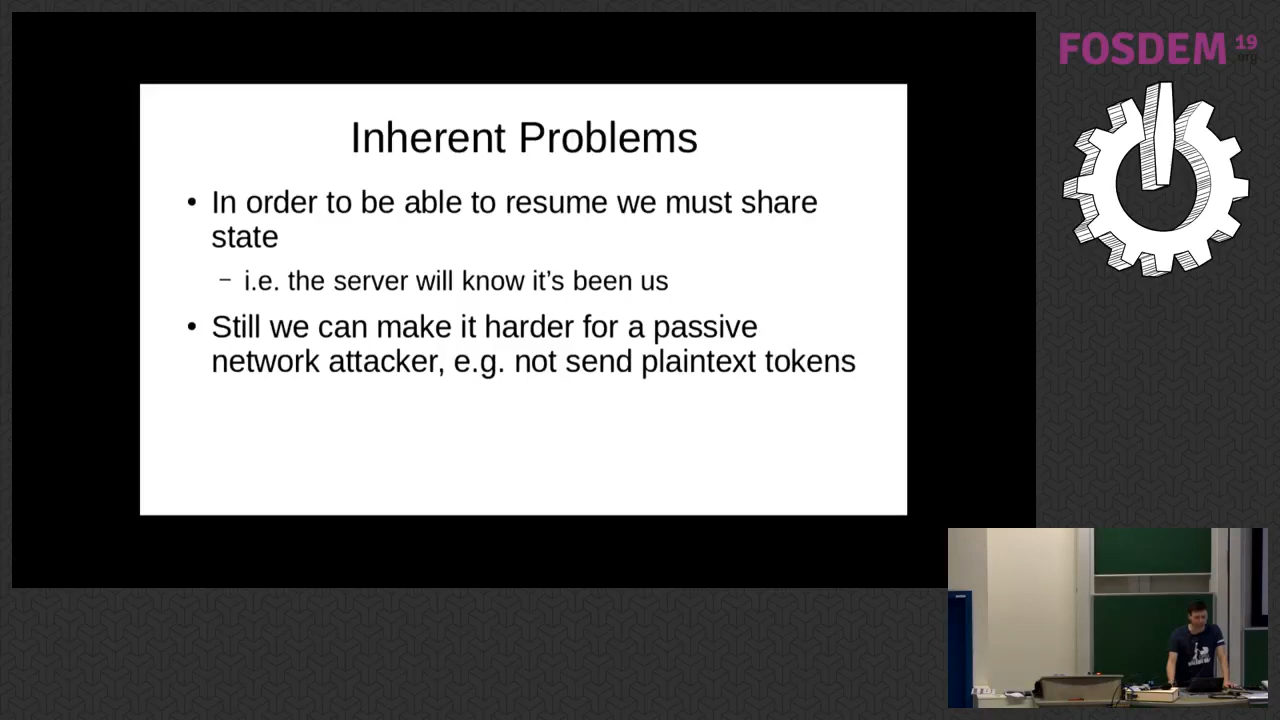 FOSDEM 19
.org
Inherent Problems
• In order to be able to resume we must share
state
– i.e. the server will know it’s been us
• Still we can make it harder for a passive
network attacker, e.g. not send plaintext tokens